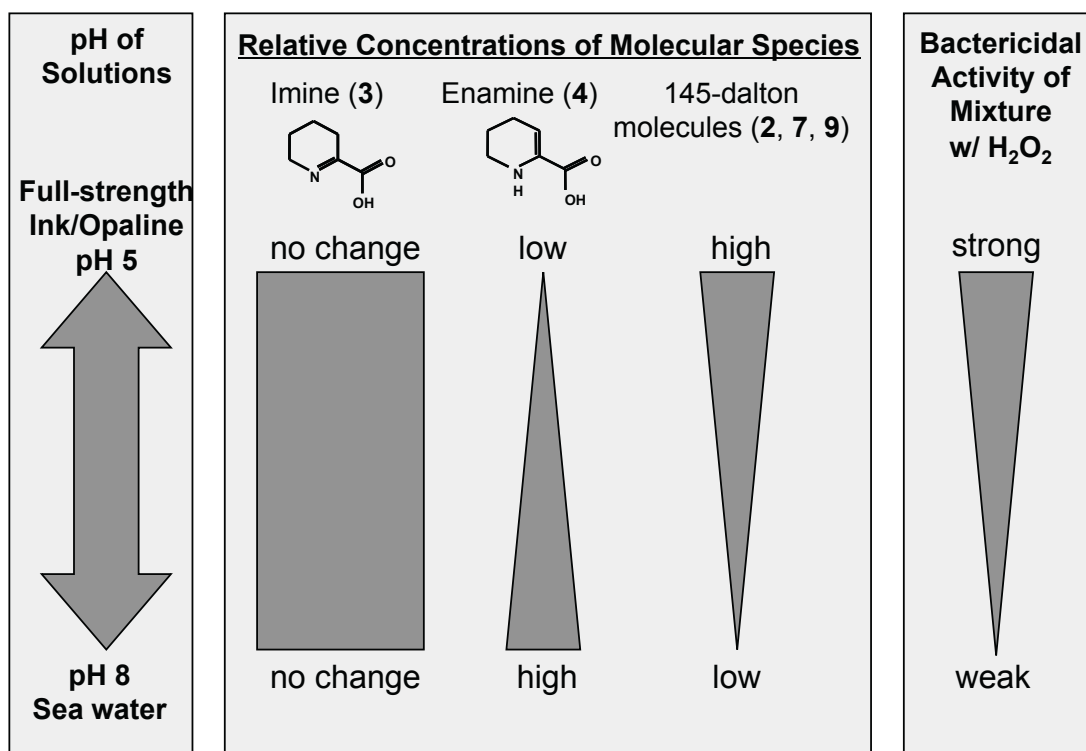 pH of
Solutions
Full-strength
Ink/Opaline
pH 5
pH 8
Sea water
Relative Concentrations of Molecular Species
Imine (3)
N
O
OH
no change
no change
Enamine (4)
N
H
O
OH
low
high
145-dalton
molecules (2, 7, 9)
high
low
Bactericidal
Activity of
Mixture
w/ H₂O₂
strong
weak